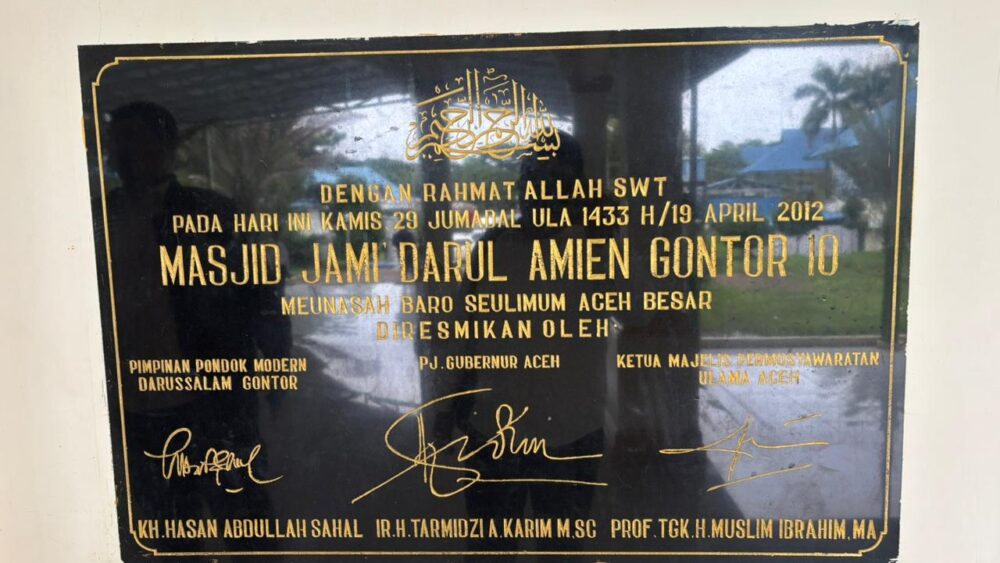 بسم الله الرحمن الرحيم
DENGAN RAHMAT ALLAH SWT
PADA HARI INI KAMIS 29 JUMADAL ULA 1433 H/19 APRIL 2012
MASJID JAMI' DARUL AMIEN GONTOR 10
MEUNASAH BARO SEULIMUM ACEH BESAR
DIRESMIKAN OLEH:
PIMPINAN PONDOK MODERN
DARUSSALAM GONTOR
PJ. GUBERNUR ACEH
KETUA MAJELIS PERMUSYAWARATAN
ULAMA ACEH
KH. HASAN ABDULLAH SAHAL
IR. H. TARMIDZI A. KARIM M.SC
PROF. TGK. H. MUSLIM IBRAHIM, MA